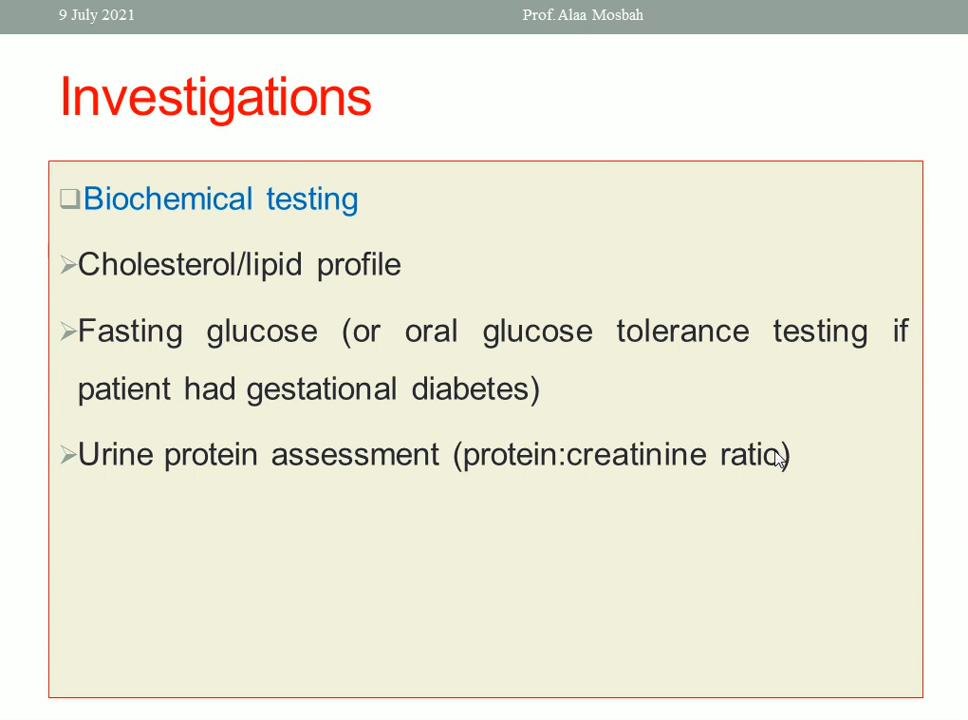 9 July 2021
Prof. Alaa Mosbah
Investigations
Biochemical testing
Cholesterol/lipid profile
Fasting glucose (or oral glucose tolerance testing if
patient had gestational diabetes)
Urine protein assessment (protein:creatinine ratio)